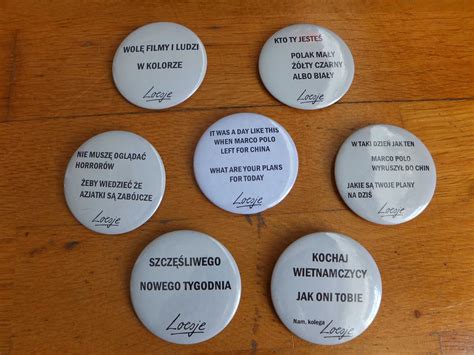 WOLĘ FILMY I LUDZI
W KOLORZE
Locoje
KTO TY JESTEŚ
POLAK MAŁY
ŻÓŁTY CZARNY
ALBO BIAŁY
Locoje
NIE MUSZĘ OGLĄDAĆ
HORRORÓW
ŻEBY WIEDZIEĆ ŻE
AZJATKI SĄ ZABÓJCZE
Locoje
IT WAS A DAY LIKE THIS
WHEN MARCO POLO
LEFT FOR CHINA
WHAT ARE YOUR PLANS
FOR TODAY
Locoje
W TAKI DZIEŃ JAK TEN
MARCO POLO
WYRUSZYŁ DO CHIN
JAKIE SĄ TWOJE PLANY
NA DZIŚ
Locoje
SZCZĘŚLIWEGO
NOWEGO TYGODNIA
Locoje
KOCHAJ
WIETNAMCZYCY
JAK ONI TOBIE
Nam, kolega
Locoje